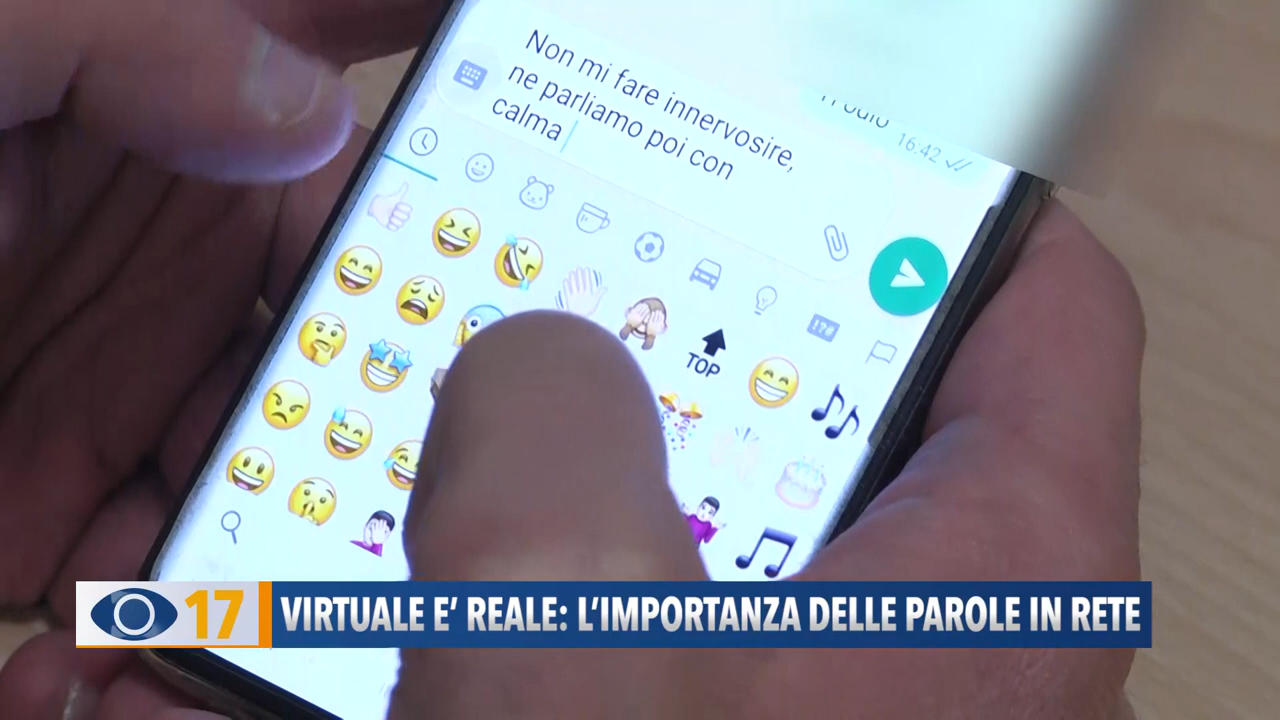 Non mi fare innervosire,
ne parliamo poi con
calma
16:42
!?#
TOP
17
VIRTUALE E' REALE: L'IMPORTANZA DELLE PAROLE IN RETE